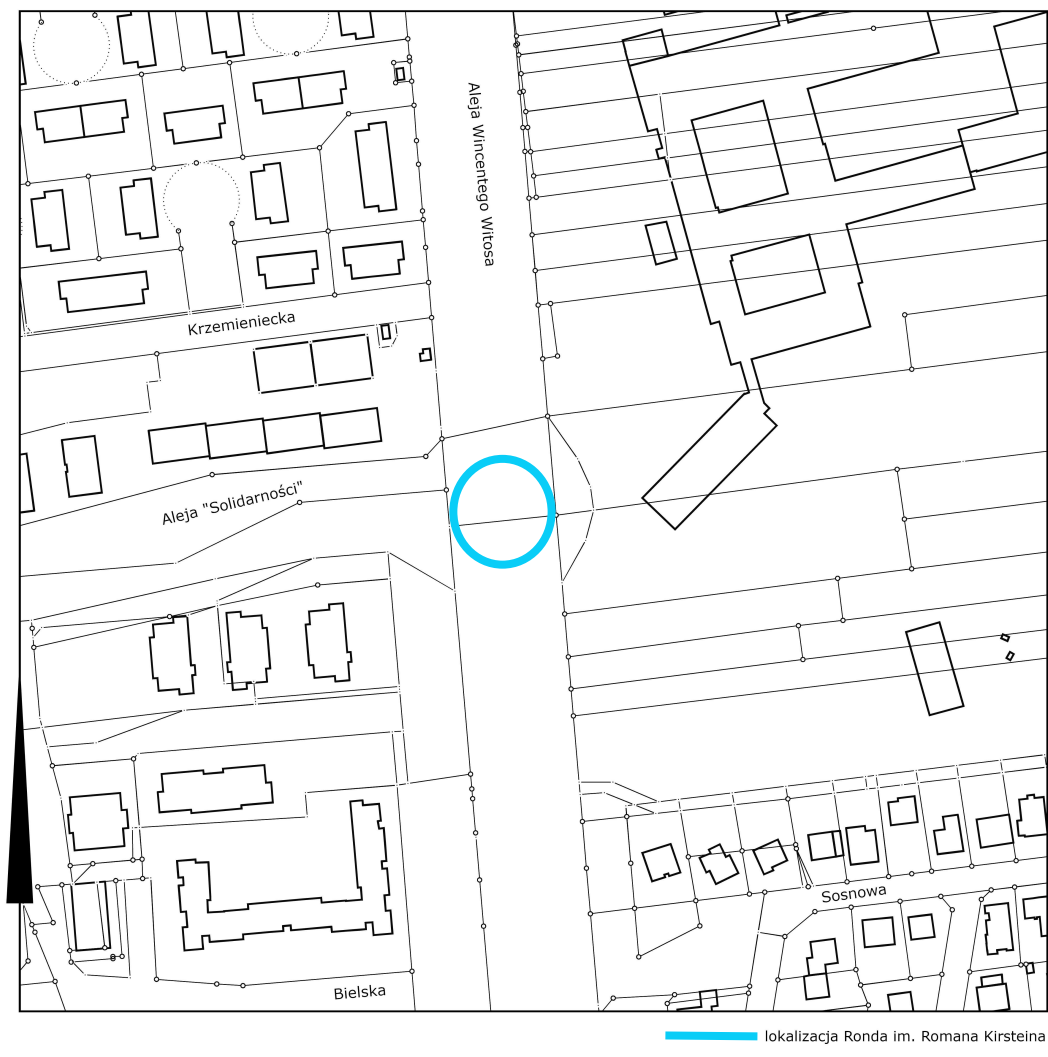 Aleja Wincentego Witosa
Krzemieniecka
Aleja "Solidarności"
Sosnowa
Bielska
lokalizacja Ronda im. Romana Kirsteina